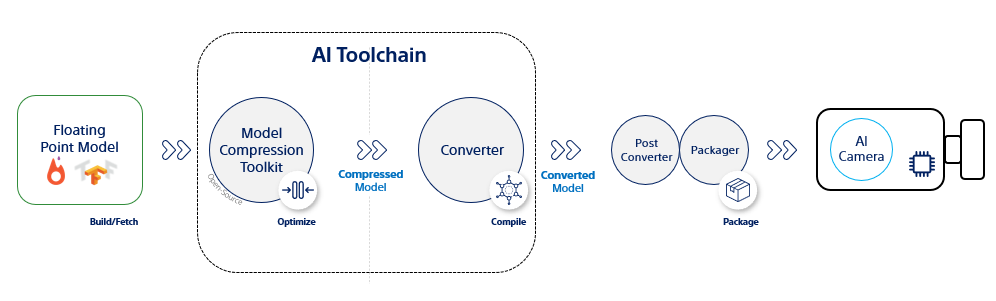 AI Toolchain
Floating
Point Model
Build/Fetch
Model
Compression
Toolkit
Open-Source
Optimize
Compressed
Model
Converter
Compile
Converted
Model
Post
Converter
Packager
Package
AI
Camera